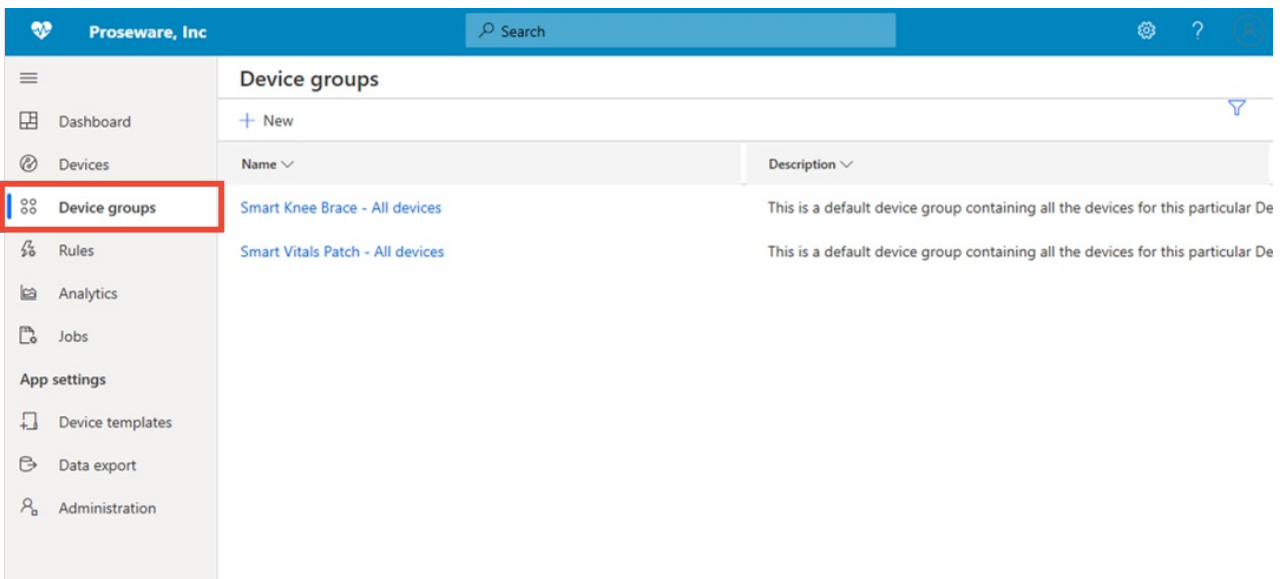 Proseware, Inc
Search
?
Device groups
Dashboard
+ New
Devices
Name
Description
Device groups
Smart Knee Brace - All devices
This is a default device group containing all the devices for this particular De
Rules
Smart Vitals Patch - All devices
This is a default device group containing all the devices for this particular De
Analytics
Jobs
App settings
Device templates
Data export
Administration